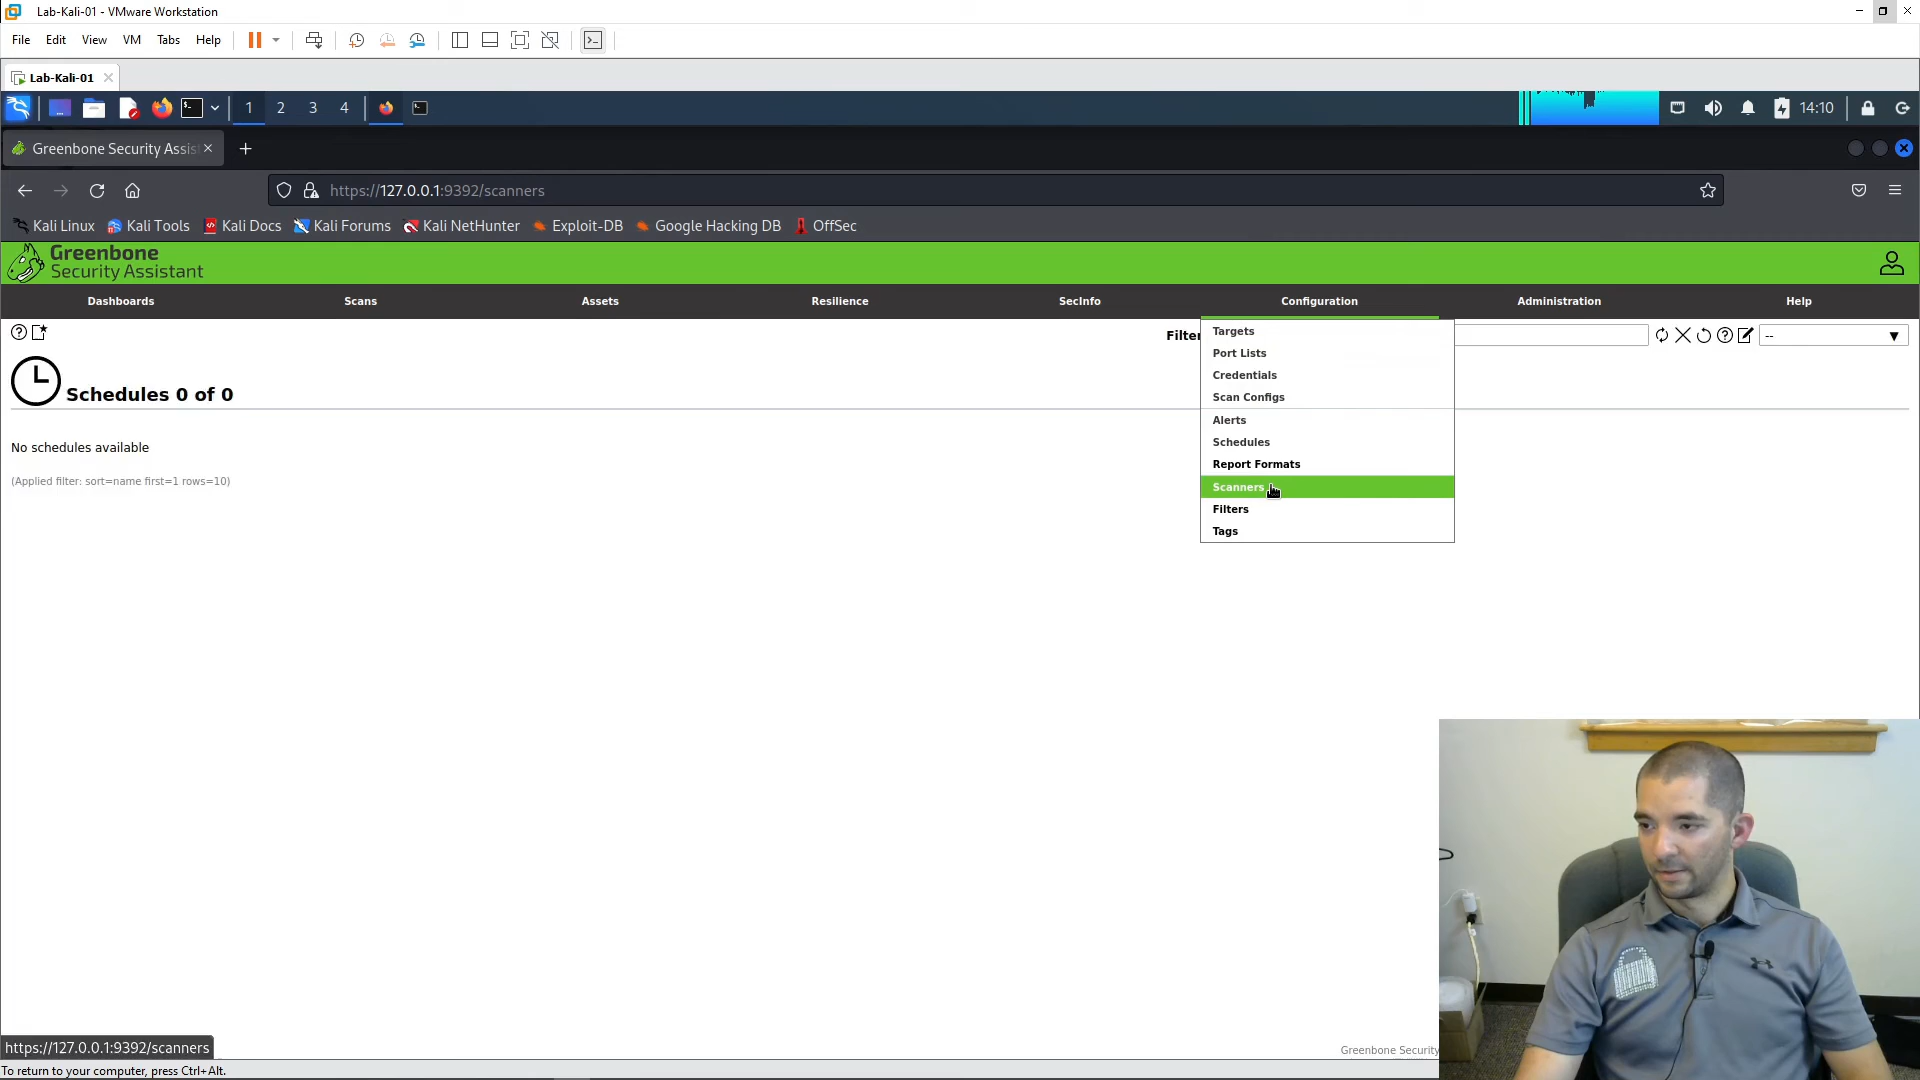 Lab-Kali-01 - VMware Workstation
File Edit View VM Tabs Help
Lab-Kali-01
1 2 3 4 14:10
Greenbone Security Assis
https://127.0.0.1:9392/scanners
Kali Linux Kali Tools Kali Docs Kali Forums Kali NetHunter Exploit-DB Google Hacking DB OffSec
Greenbone
Security Assistant
Dashboards Scans Assets Resilience SecInfo Configuration Administration Help
Filter
--
Targets
Port Lists
Credentials
Scan Configs
Alerts
Schedules
Report Formats
Scanners
Filters
Tags
Schedules 0 of 0
No schedules available
(Applied filter: sort=name first=1 rows=10)
https://127.0.0.1:9392/scanners
Greenbone Security
To return to your computer, press Ctrl+Alt.